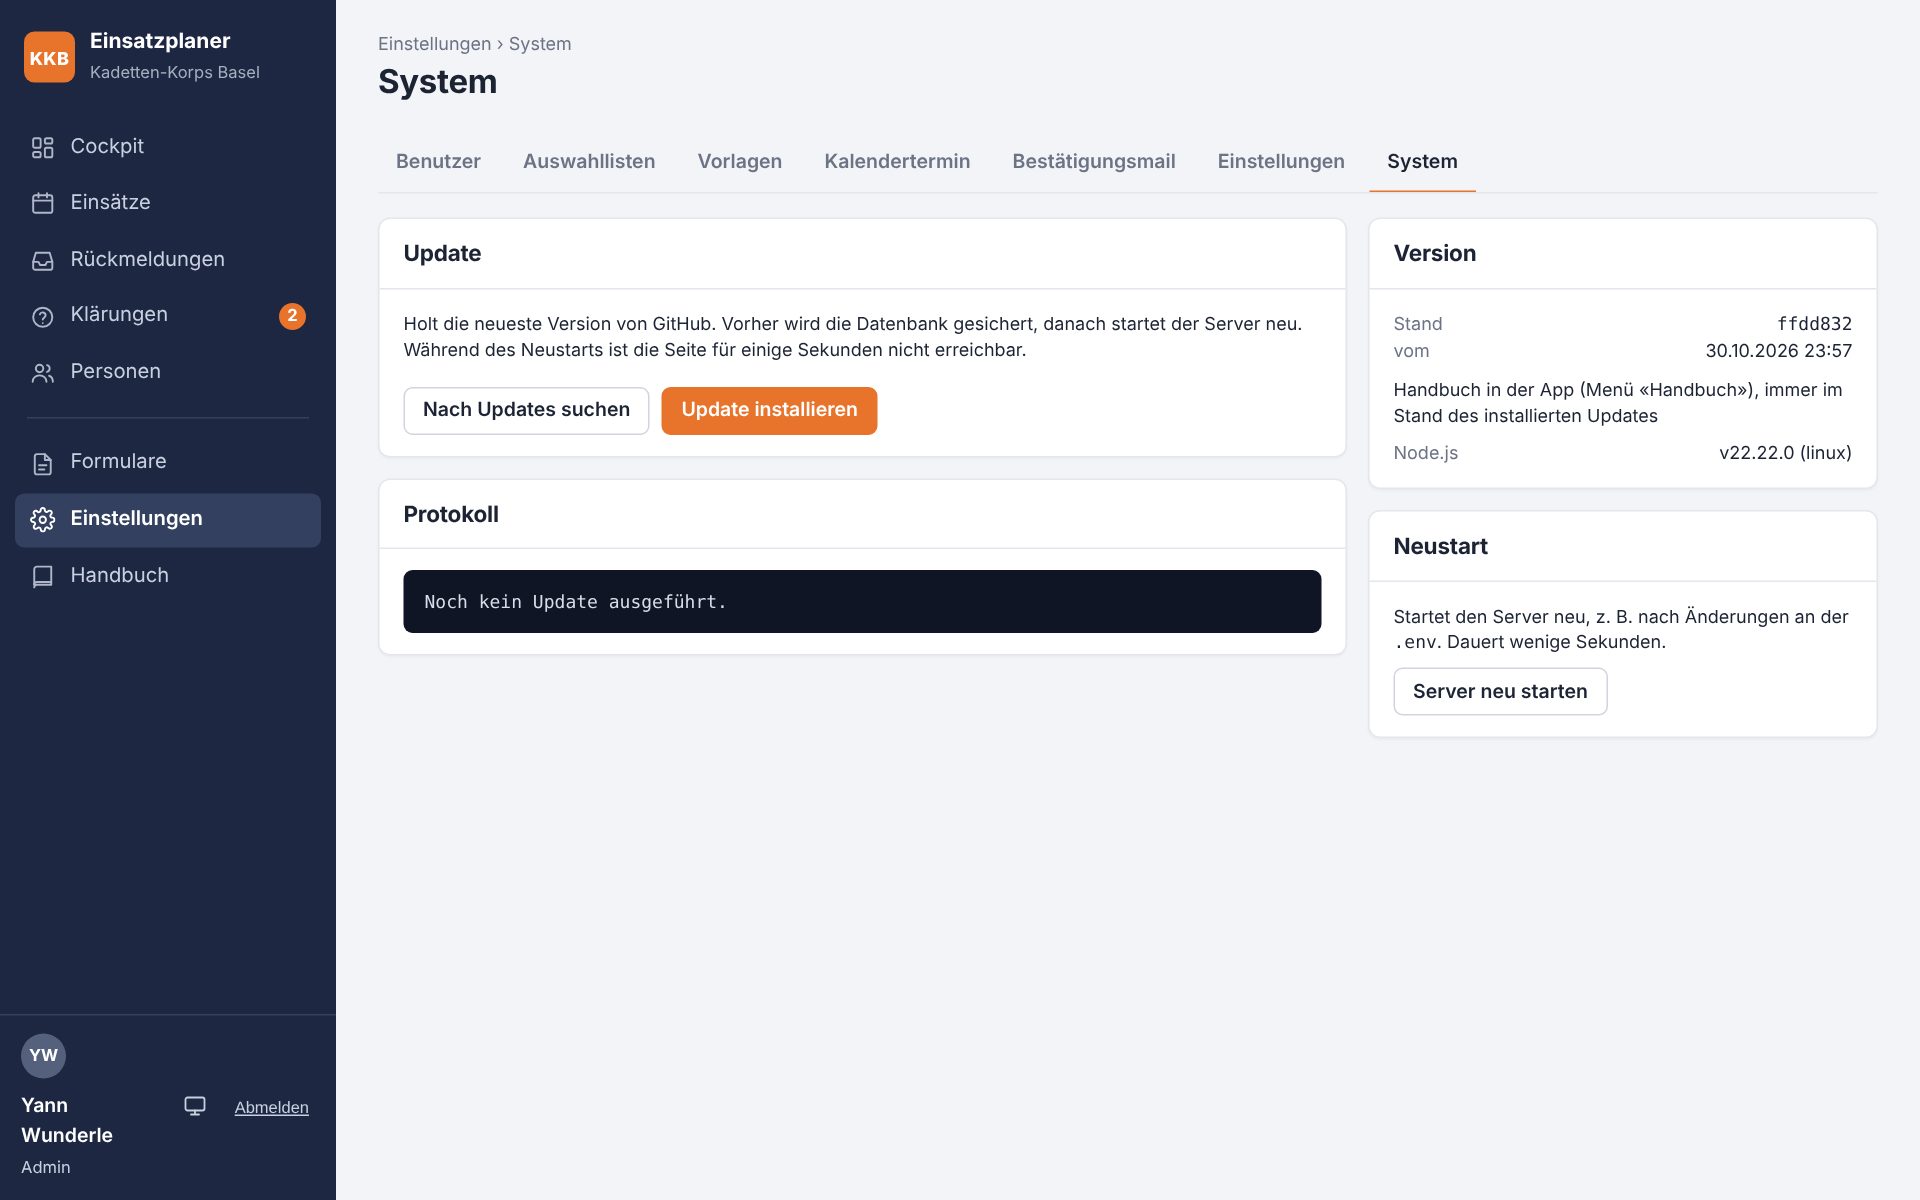 KKB
Einsatzplaner
Kadetten-Korps Basel
Cockpit
Einsätze
Rückmeldungen
Klärungen
2
Personen
Formulare
Einstellungen
Handbuch
YW
Yann
Wunderle
Admin
Abmelden
Einstellungen › System
System
Benutzer
Auswahllisten
Vorlagen
Kalendertermin
Bestätigungsmail
Einstellungen
System
Update
Holt die neueste Version von GitHub. Vorher wird die Datenbank gesichert, danach startet der Server neu.
Während des Neustarts ist die Seite für einige Sekunden nicht erreichbar.
Nach Updates suchen
Update installieren
Protokoll
Noch kein Update ausgeführt.
Version
Stand ffdd832
vom 30.10.2026 23:57
Handbuch in der App (Menü «Handbuch»), immer im
Stand des installierten Updates
Node.js v22.22.0 (linux)
Neustart
Startet den Server neu, z. B. nach Änderungen an der
.env. Dauert wenige Sekunden.
Server neu starten